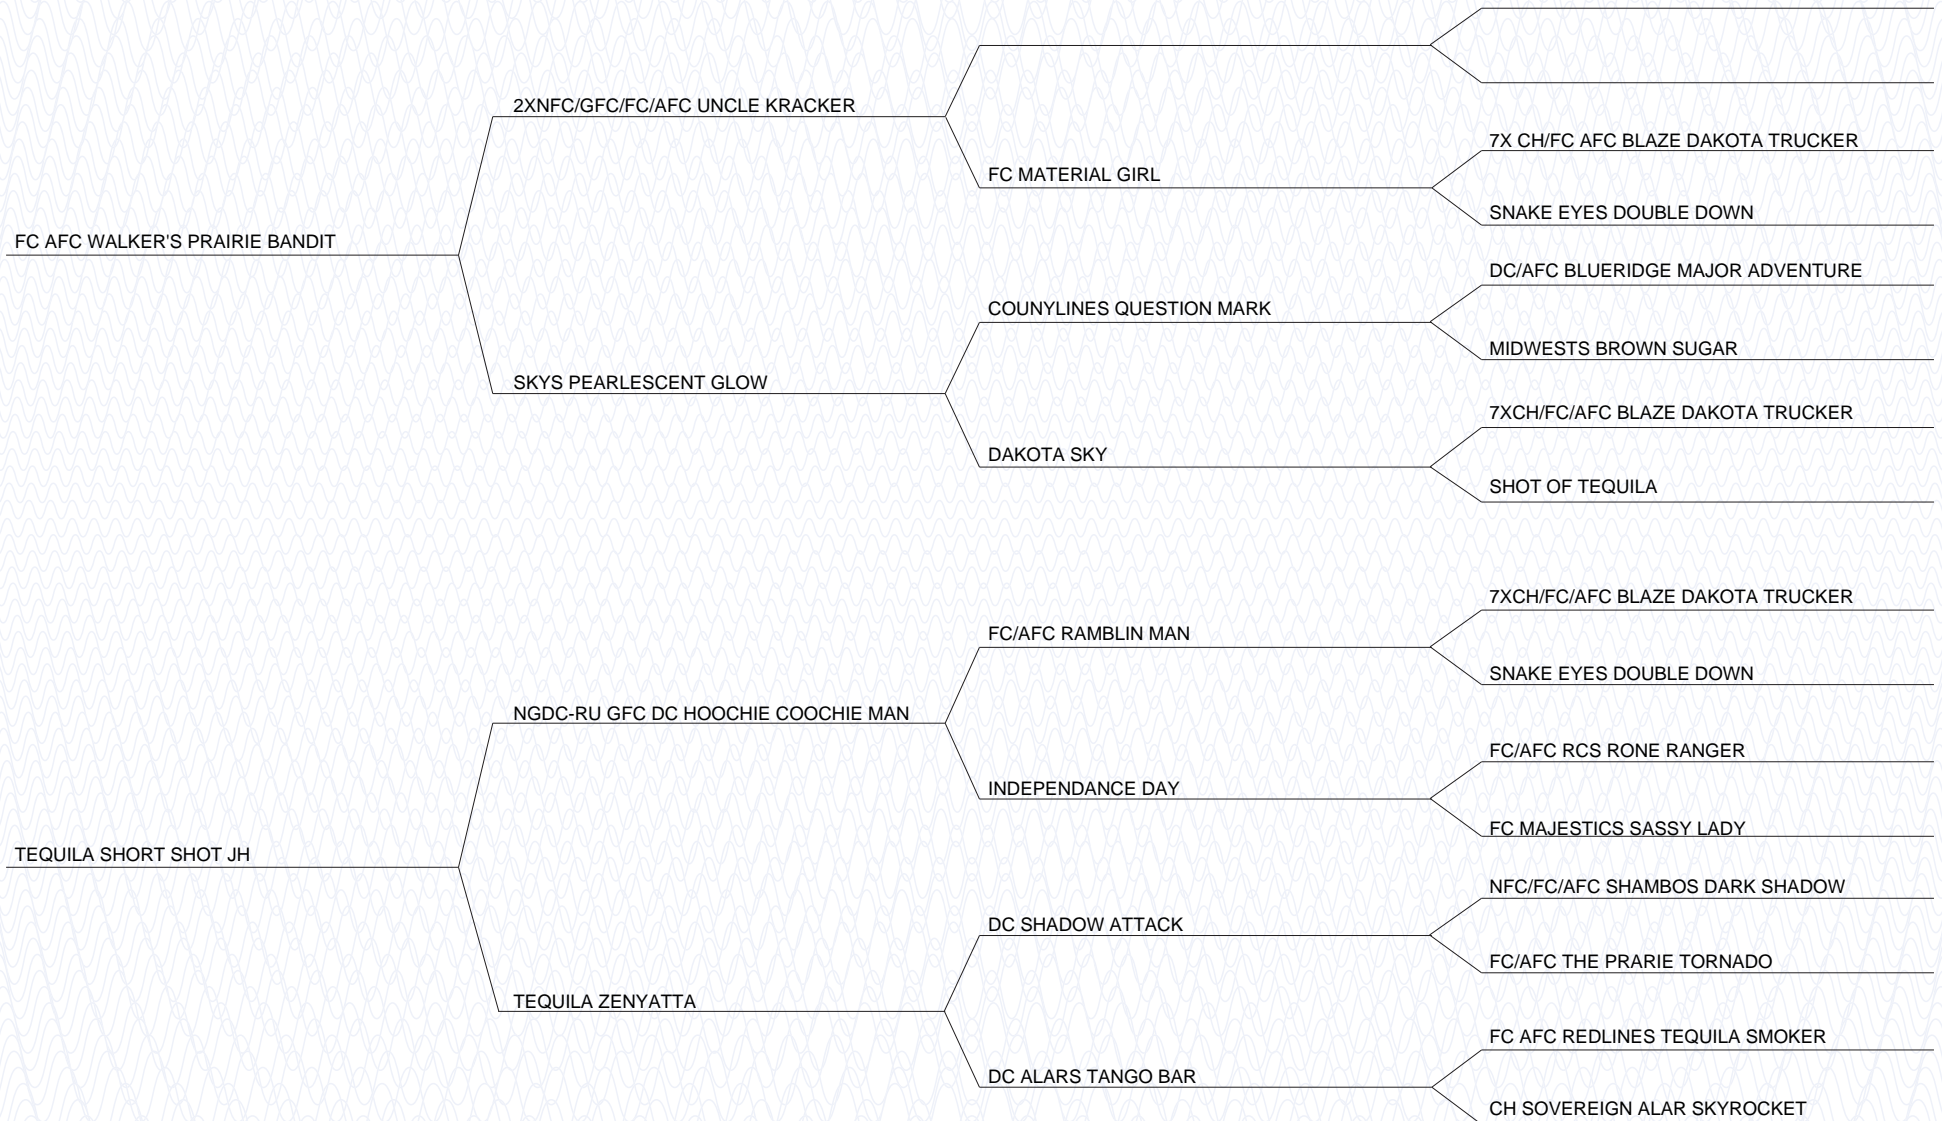 2XNFC/GFC/FC/AFC UNCLE KRACKER
7X CH/FC AFC BLAZE DAKOTA TRUCKER
FC MATERIAL GIRL
SNAKE EYES DOUBLE DOWN
FC AFC WALKER'S PRAIRIE BANDIT
DC/AFC BLUERIDGE MAJOR ADVENTURE
COUNYLINES QUESTION MARK
MIDWESTS BROWN SUGAR
SKYS PEARLESCENT GLOW
7XCH/FC/AFC BLAZE DAKOTA TRUCKER
DAKOTA SKY
SHOT OF TEQUILA
7XCH/FC/AFC BLAZE DAKOTA TRUCKER
FC/AFC RAMBLIN MAN
SNAKE EYES DOUBLE DOWN
NGDC-RU GFC DC HOOCHIE COOCHIE MAN
FC/AFC RCS RONE RANGER
INDEPENDANCE DAY
FC MAJESTICS SASSY LADY
TEQUILA SHORT SHOT JH
NFC/FC/AFC SHAMBOS DARK SHADOW
DC SHADOW ATTACK
FC/AFC THE PRARIE TORNADO
TEQUILA ZENYATTA
FC AFC REDLINES TEQUILA SMOKER
DC ALARS TANGO BAR
CH SOVEREIGN ALAR SKYROCKET